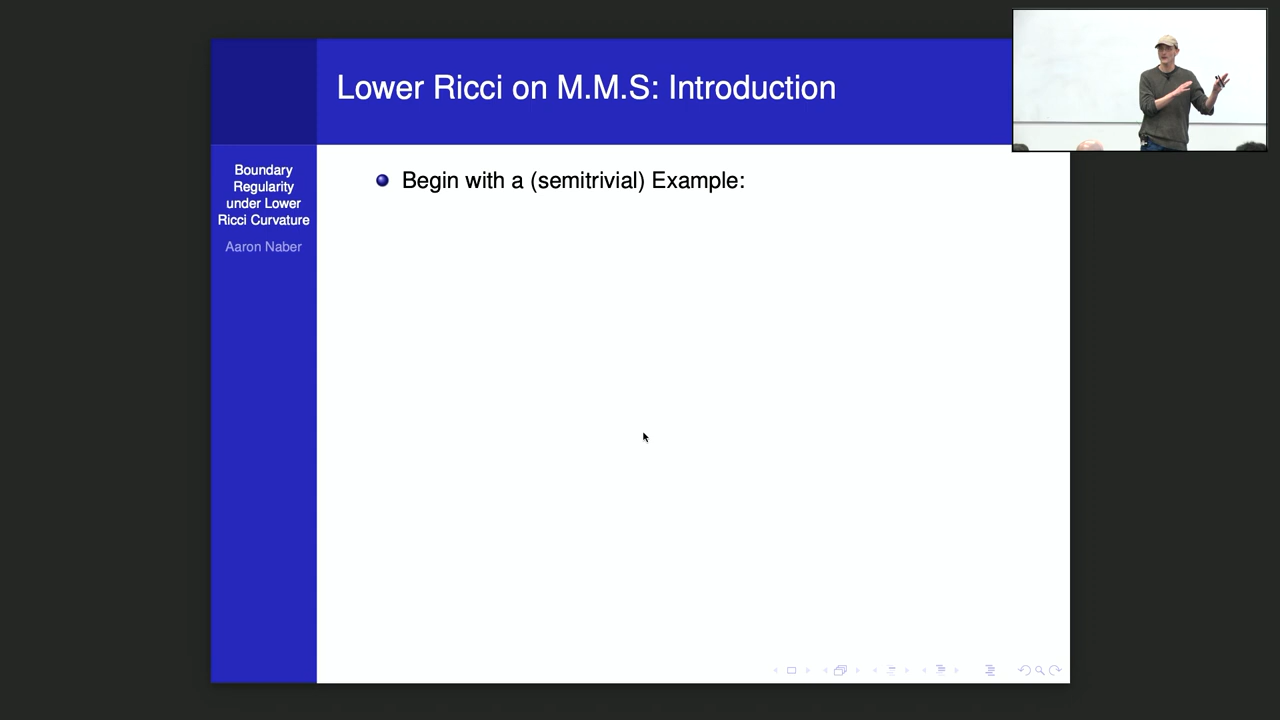 Lower Ricci on M.M.S: Introduction
Boundary
Regularity
under Lower
Ricci Curvature
Aaron Naber
Begin with a (semitrivial) Example: